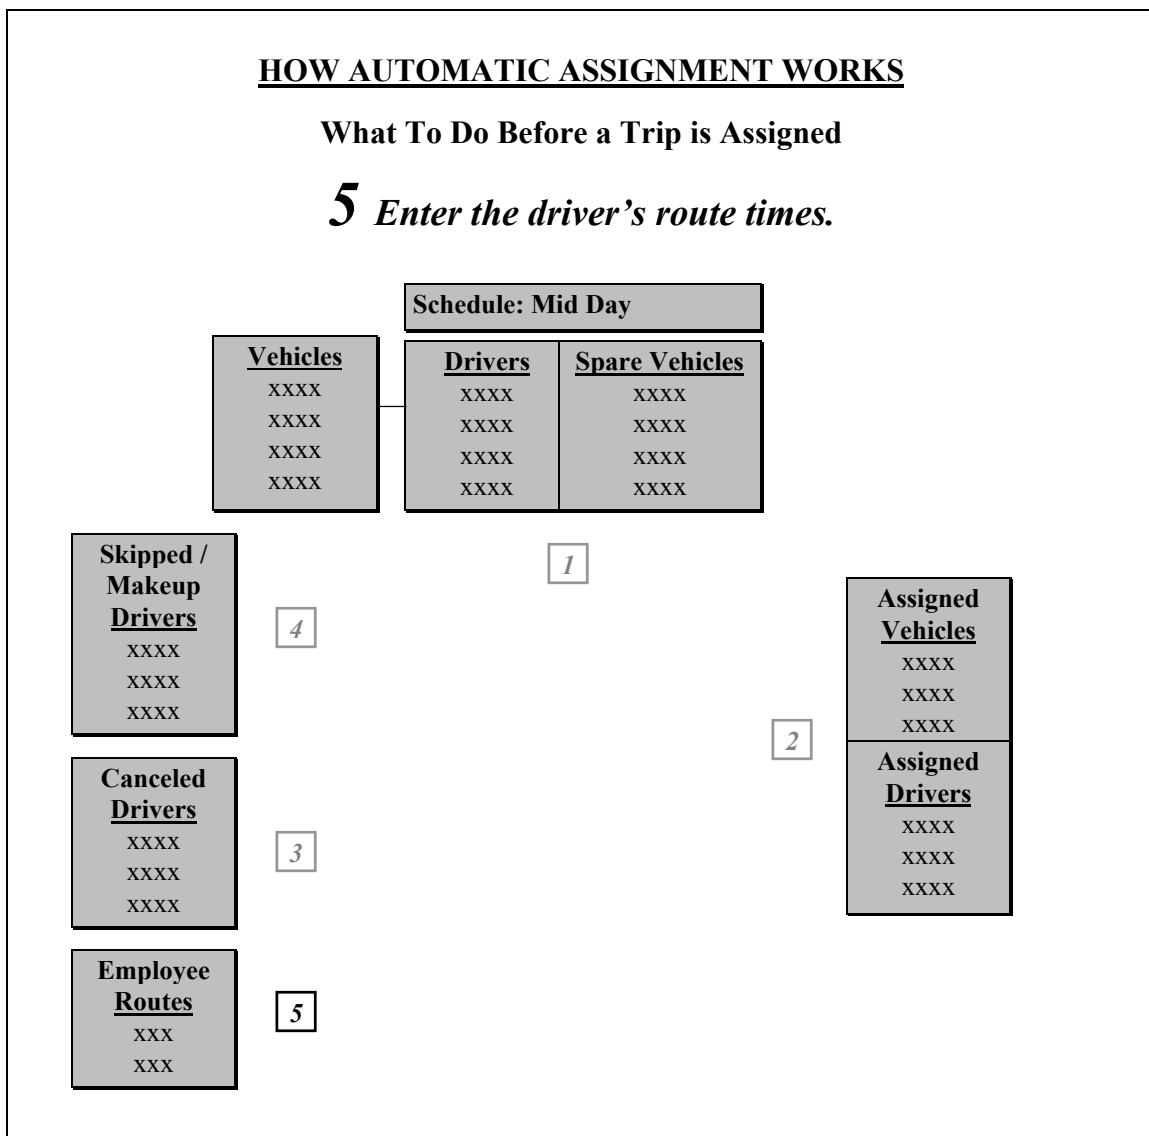 HOW AUTOMATIC ASSIGNMENT WORKS
What To Do Before a Trip is Assigned
5 Enter the driver’s route times.
Schedule: Mid Day
Vehicles
xxxx
xxxx
xxxx
xxxx
Drivers
xxxx
xxxx
xxxx
xxxx
Spare Vehicles
xxxx
xxxx
xxxx
xxxx
1
Skipped /
Makeup
Drivers
xxxx
xxxx
xxxx
4
Assigned
Vehicles
xxxx
xxxx
xxxx
2
Assigned
Drivers
xxxx
xxxx
xxxx
Canceled
Drivers
xxxx
xxxx
xxxx
3
Employee
Routes
xxx
xxx
5